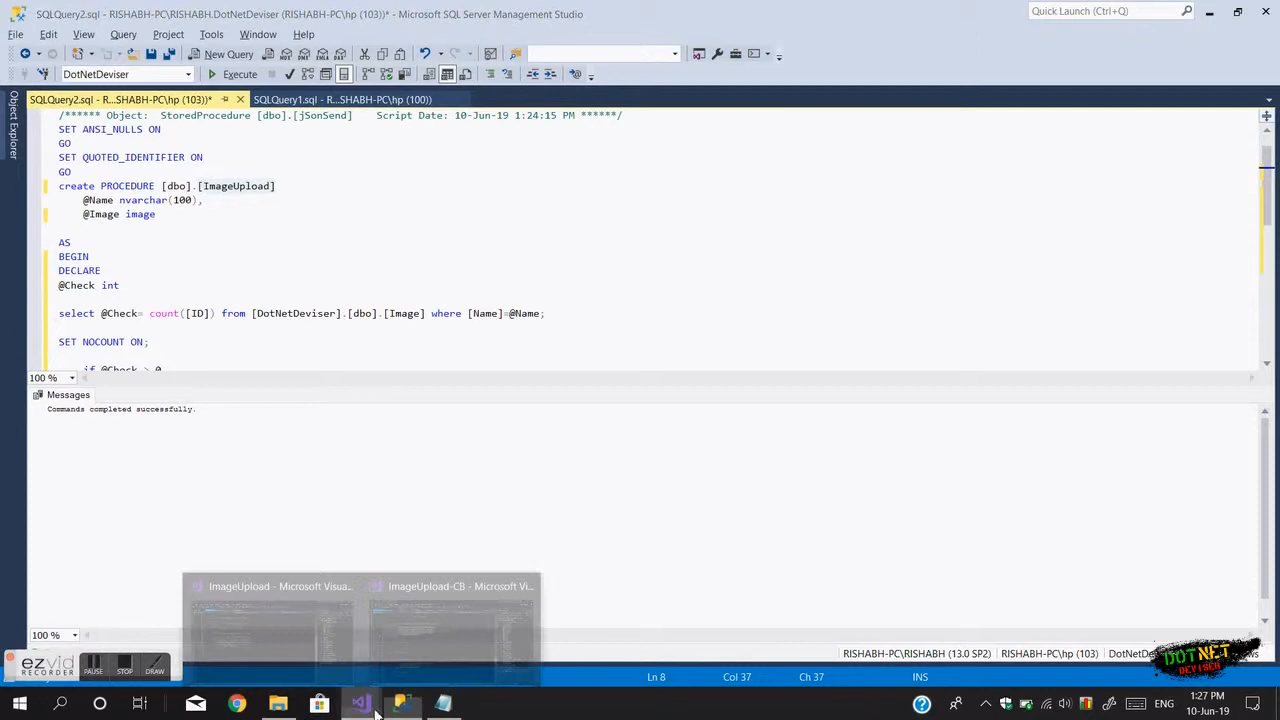 SQLQuery2.sql - RISHABH-PC\RISHABH.DotNetDeviser (RISHABH-PC\hp (103))* - Microsoft SQL Server Management Studio
Quick Launch (Ctrl+Q)
File Edit View Query Project Tools Window Help
New Query
DotNetDeviser
Execute
SQLQuery2.sql - R...SHABH-PC\hp (103))*
SQLQuery1.sql - R...SHABH-PC\hp (100))
Object Explorer
/****** Object:  StoredProcedure [dbo].[jSonSend]    Script Date: 10-Jun-19 1:24:15 PM ******/
SET ANSI_NULLS ON
GO
SET QUOTED_IDENTIFIER ON
GO
create PROCEDURE [dbo].[ImageUpload]
@Name nvarchar(100),
@Image image
AS
BEGIN
DECLARE
@Check int
select @Check= count([ID]) from [DotNetDeviser].[dbo].[Image] where [Name]=@Name;
SET NOCOUNT ON;
if @Check > 0
100 %
Messages
Commands completed successfully.
ImageUpload - Microsoft Visua...
ImageUpload-CB - Microsoft Vi...
100 %
RISHABH-PC\RISHABH (13.0 SP2)
RISHABH-PC\hp (103)
ezvid
RECORDER
PAUSE
STOP
DRAW
DOTNET
DEVISER
Ln 8
Col 37
Ch 37
INS
ENG
1:27 PM
10-Jun-19